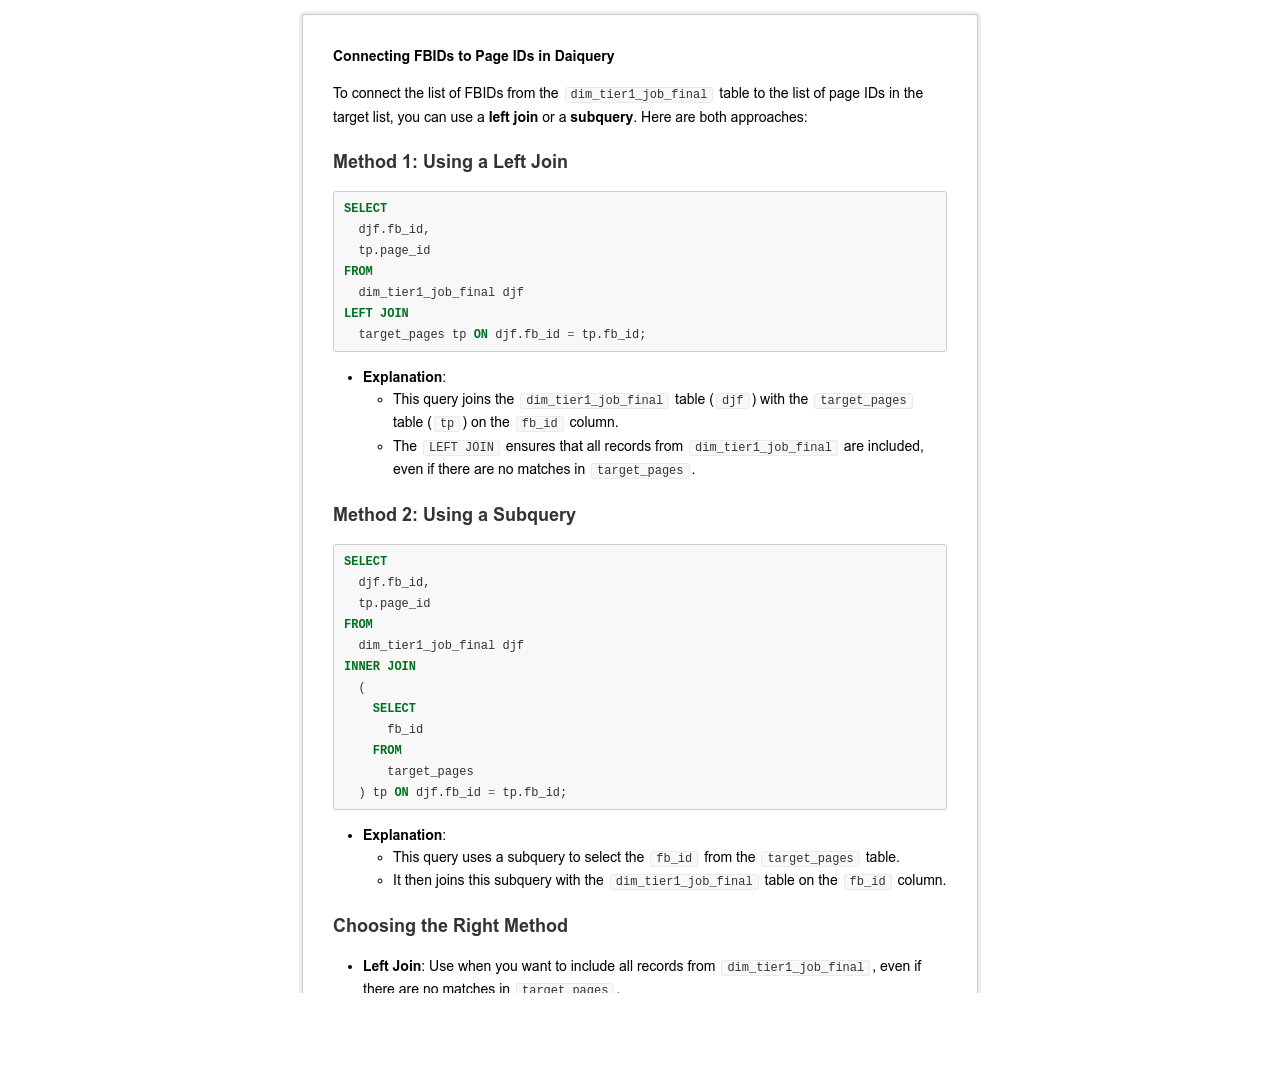 Connecting FBIDs to Page IDs in Daiquery
To connect the list of FBIDs from the dim_tier1_job_final table to the list of page IDs in the
target list, you can use a left join or a subquery. Here are both approaches:
Method 1: Using a Left Join
SELECT
  djf.fb_id,
  tp.page_id
FROM
  dim_tier1_job_final djf
LEFT JOIN
  target_pages tp ON djf.fb_id = tp.fb_id;
• Explanation:
◦ This query joins the dim_tier1_job_final table ( djf ) with the target_pages
table ( tp ) on the fb_id column.
◦ The LEFT JOIN ensures that all records from dim_tier1_job_final are included,
even if there are no matches in target_pages .
Method 2: Using a Subquery
SELECT
  djf.fb_id,
  tp.page_id
FROM
  dim_tier1_job_final djf
INNER JOIN
  (
    SELECT
      fb_id
    FROM
      target_pages
  ) tp ON djf.fb_id = tp.fb_id;
• Explanation:
◦ This query uses a subquery to select the fb_id from the target_pages table.
◦ It then joins this subquery with the dim_tier1_job_final table on the fb_id column.
Choosing the Right Method
• Left Join: Use when you want to include all records from dim_tier1_job_final , even if
there are no matches in target_pages .